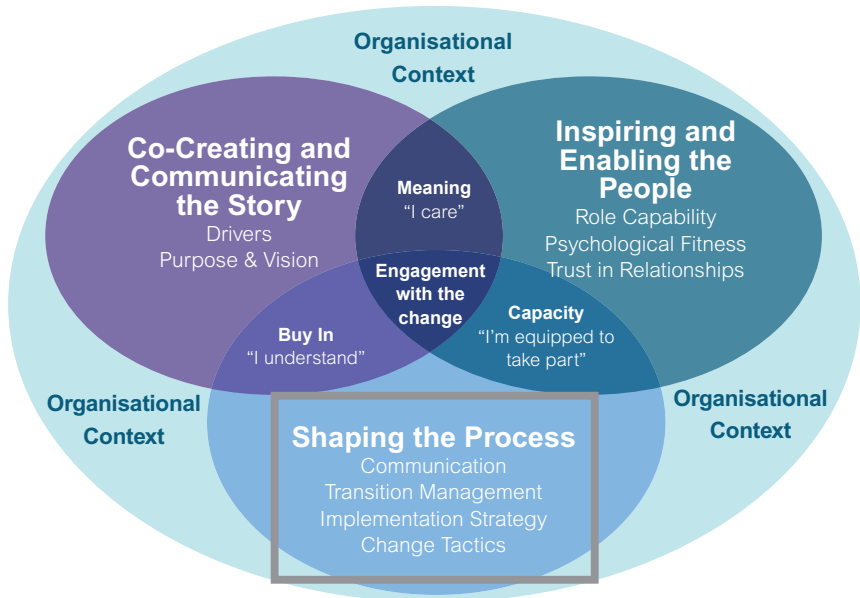 Organisational
Context
Co-Creating and
Communicating
the Story
Drivers
Purpose & Vision
Inspiring and
Enabling the
People
Role Capability
Psychological Fitness
Trust in Relationships
Meaning
“I care”
Engagement
with the
change
Buy In
“I understand”
Capacity
“I’m equipped to
take part”
Organisational
Context
Organisational
Context
Shaping the Process
Communication
Transition Management
Implementation Strategy
Change Tactics